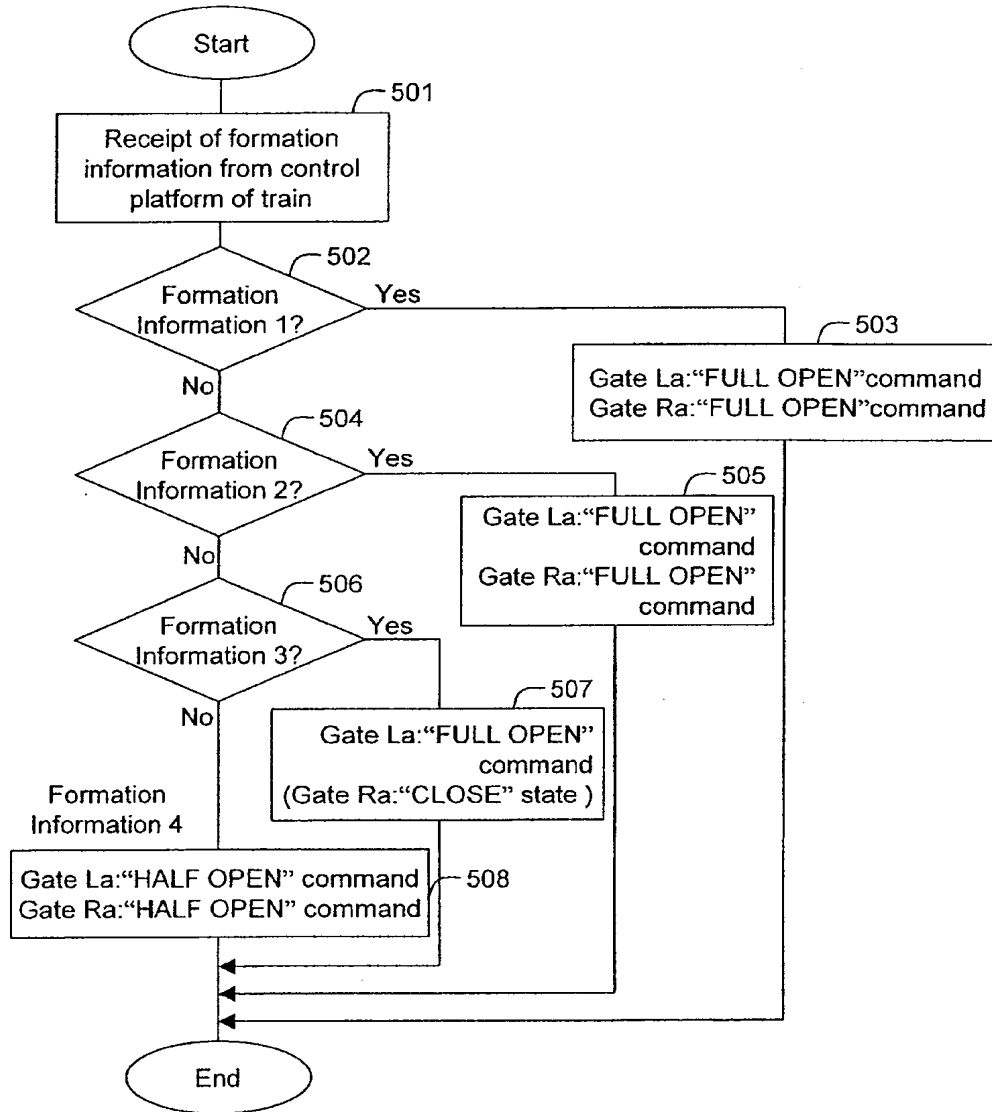 Start
501
Receipt of formation
information from control
platform of train
502
Formation
Information 1?
Yes
No
503
Gate La:“FULL OPEN”command
Gate Ra:“FULL OPEN”command
504
Formation
Information 2?
Yes
No
505
Gate La:“FULL OPEN”
command
Gate Ra:“FULL OPEN”
command
506
Formation
Information 3?
Yes
No
507
Gate La:“FULL OPEN”
command
(Gate Ra:“CLOSE” state )
Formation
Information 4
Gate La:“HALF OPEN” command
Gate Ra:“HALF OPEN” command
508
End